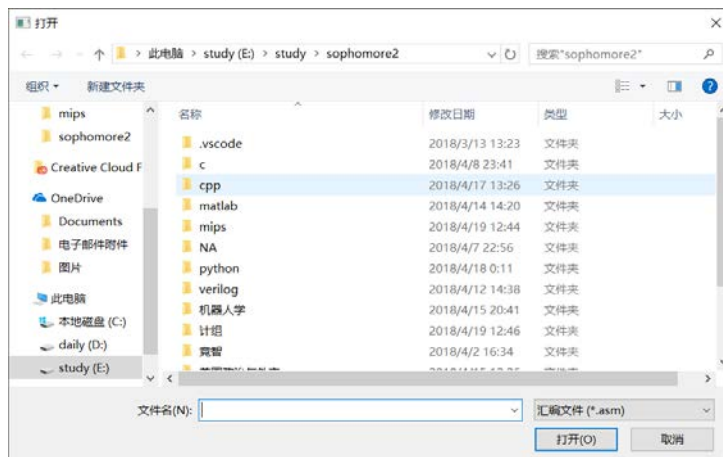 打开
此电脑 > study (E:) > study > sophomore2
搜索"sophomore2"
组织
新建文件夹
mips
sophomore2
Creative Cloud F
OneDrive
Documents
电子邮件附件
图片
此电脑
本地磁盘 (C:)
daily (D:)
study (E:)
名称 修改日期 类型 大小
.vscode 2018/3/13 13:23 文件夹
c 2018/4/8 23:41 文件夹
cpp 2018/4/17 13:26 文件夹
matlab 2018/4/14 14:20 文件夹
mips 2018/4/19 12:44 文件夹
NA 2018/4/7 22:56 文件夹
python 2018/4/18 0:11 文件夹
verilog 2018/4/12 14:38 文件夹
机器人学 2018/4/15 20:41 文件夹
计组 2018/4/19 12:46 文件夹
竞智 2018/4/2 16:34 文件夹
文件名(N):
汇编文件 (*.asm)
打开(O) 取消